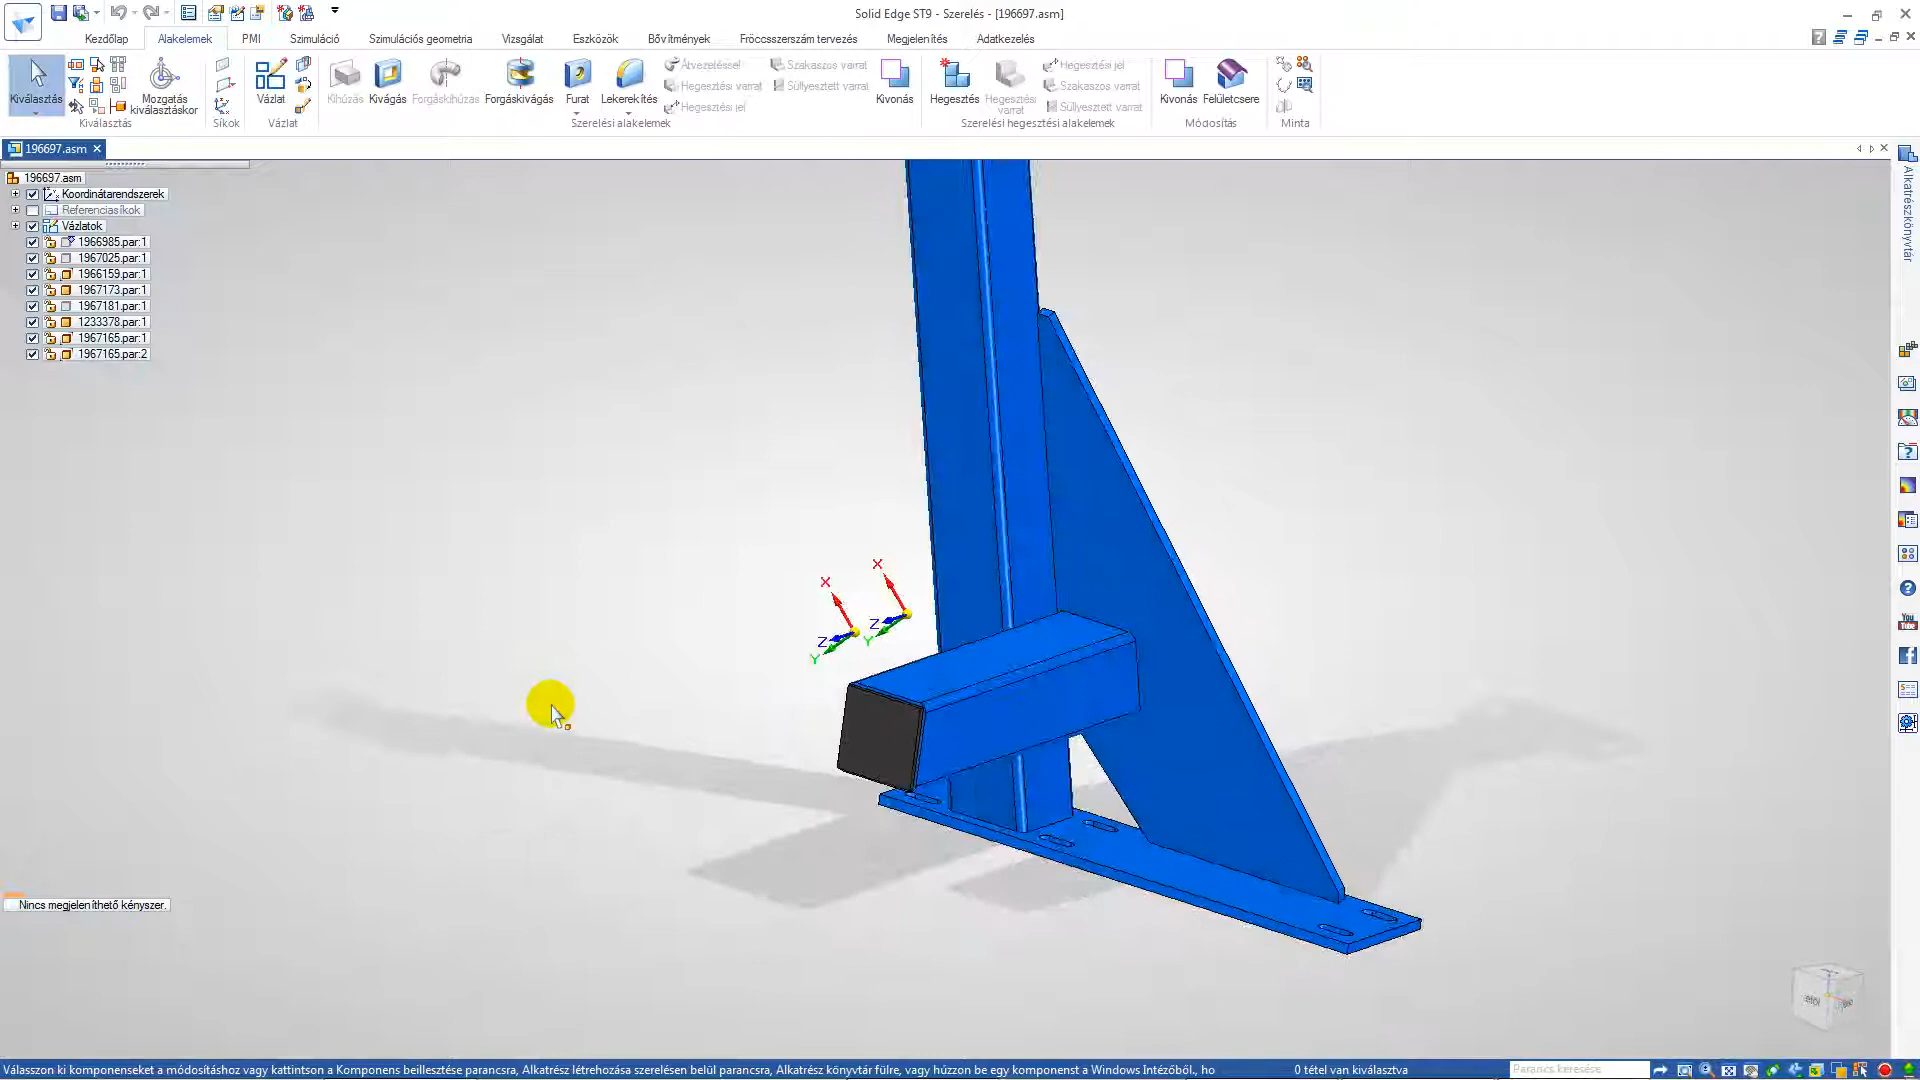 Solid Edge ST9 - Szerelés - [196697.asm]
Kezdőlap
Alakelemek
PMI
Szimuláció
Szimulációs geometria
Vizsgálat
Eszközök
Bővítmények
Fröccsszerszám tervezés
Megjelenítés
Adatkezelés
Kiválasztás
Mozgatás kiválasztáskor
Kiválasztás
Síkok
Vázlat
Vázlat
Kihúzás
Kivágás
Forgáskihúzás
Forgáskivágás
Furat
Lekerekítés
Átvezetéssel
Hegesztési varrat
Hegesztési jel
Szakaszos varrat
Süllyesztett varrat
Kivonás
Szerelési alakelemek
Hegesztés
Hegesztési varrat
Hegesztési jel
Szakaszos varrat
Süllyesztett varrat
Szerelési hegesztési alakelemek
Kivonás
Felületcsere
Módosítás
Minta
196697.asm
196697.asm
Koordinátarendszerek
Referenciasíkok
Vázlatok
1966985.par:1
1967025.par:1
1966159.par:1
1967173.par:1
1967181.par:1
1233378.par:1
1967165.par:1
1967165.par:2
Alkatrészkönyvtár
X
X
Z
Z
Y
Y
Nincs megjeleníthető kényszer.
Válasszon ki komponenseket a módosításhoz vagy kattintson a Komponens beillesztése parancsra, Alkatrész létrehozása szerelésen belül parancsra, Alkatrész könyvtár fülre, vagy húzzon be egy komponenst a Windows Intézőből., ho
0 tétel van kiválasztva
Parancs keresése